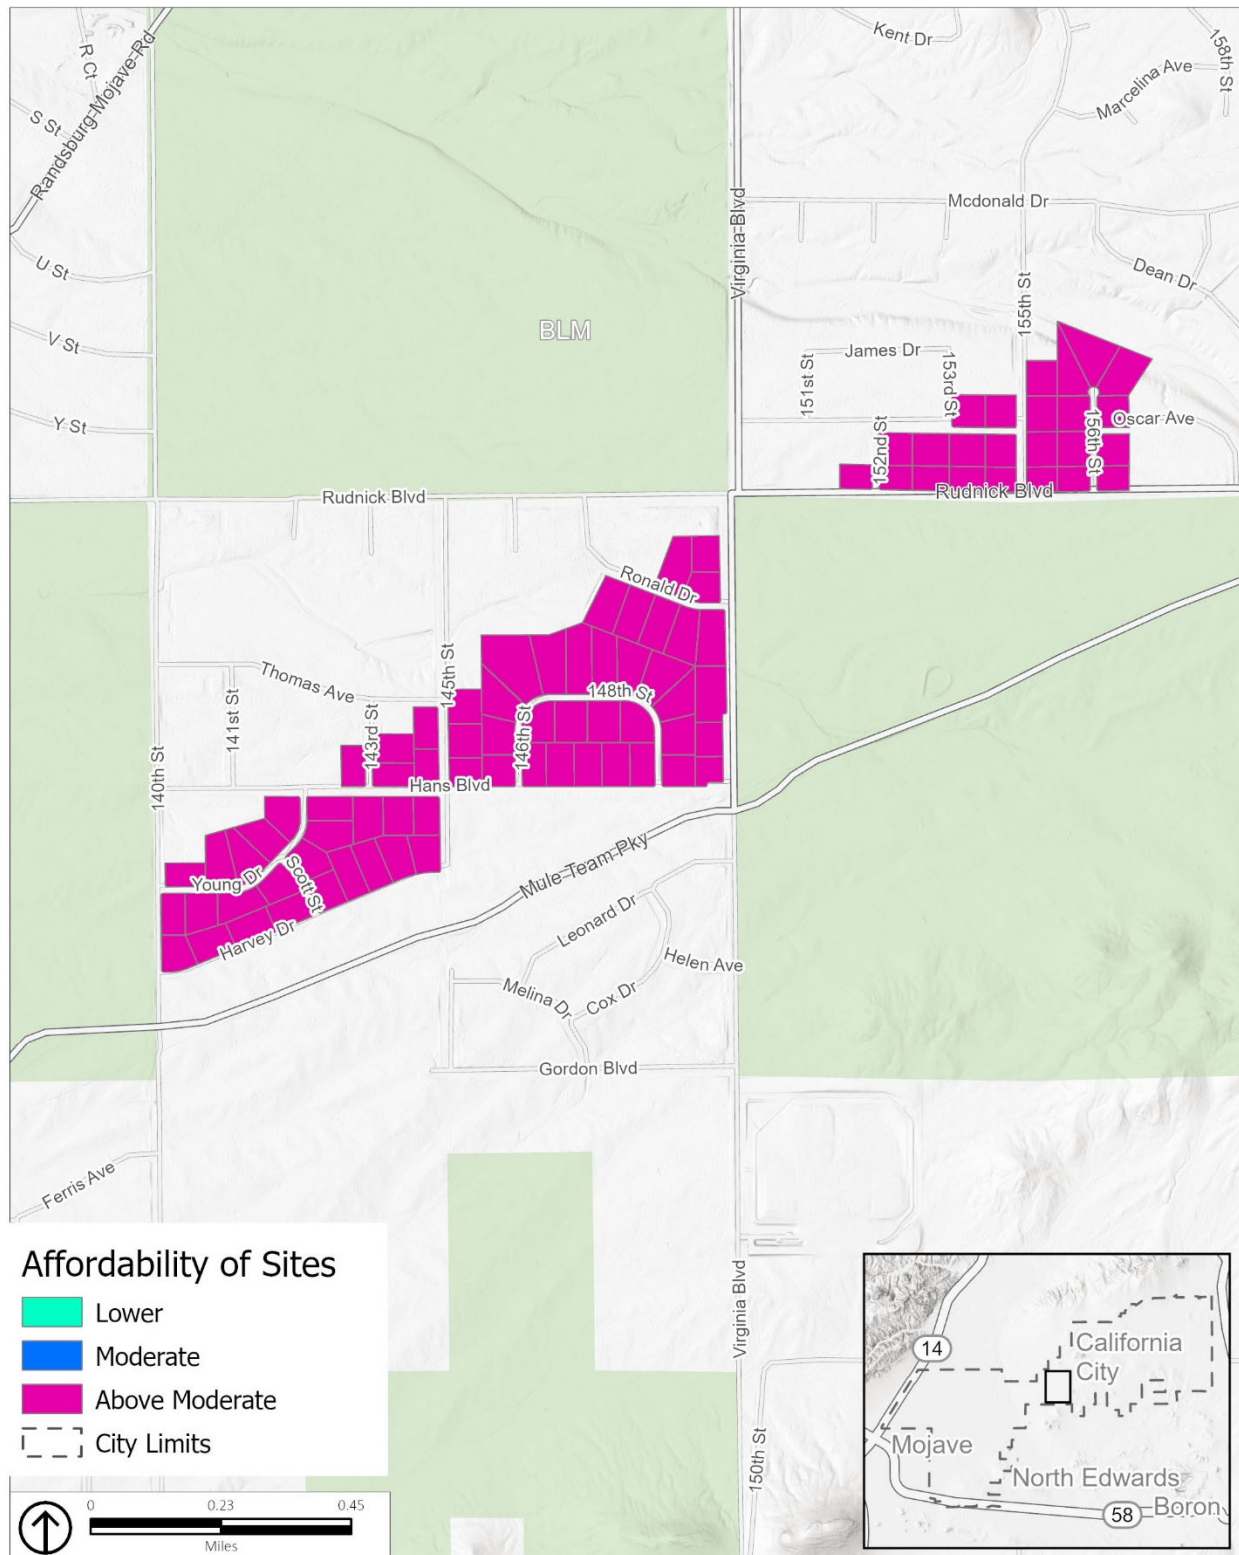 Kent Dr
158th St
R Ct
Randsburg-Mojave-Rd
Marcelina Ave
S St
Mcdonald Dr
Virginia-Blvd
U St
Dean Dr
155th St
BLM
V St
James Dr
151st St
153rd St
Y St
152nd St
156th St
Oscar Ave
Rudnick Blvd
Rudnick Blvd
Ronald Dr
Thomas Ave
145th St
148th St
141st St
143rd St
146th St
140th St
Hans Blvd
Mule Team Pky
Young Dr
Scott St
Harvey Dr
Leonard Dr
Helen Ave
Melina Dr
Cox Dr
Gordon Blvd
Ferris Ave
Virginia Blvd
150th St
Affordability of Sites
Lower
Moderate
Above Moderate
City Limits
0 0.23 0.45
Miles
14
California
City
Mojave
North Edwards
Boron
58